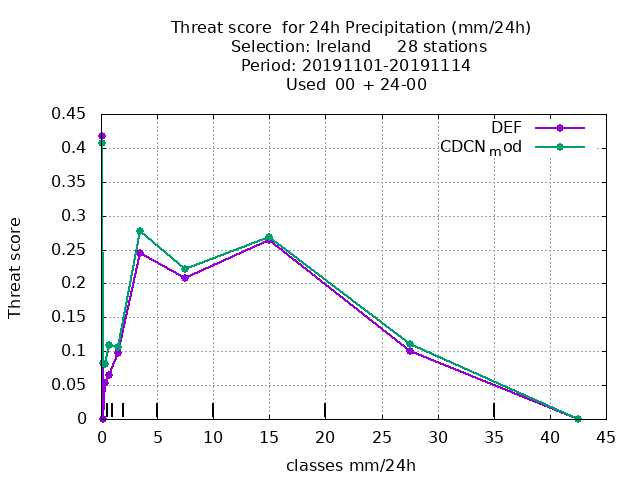 Threat score  for 24h Precipitation (mm/24h)
Selection: Ireland     28 stations
Period: 20191101-20191114
Used  00  + 24-00
DEF
CDCNmod
Threat score
0.45
0.4
0.35
0.3
0.25
0.2
0.15
0.1
0.05
0
0 5 10 15 20 25 30 35 40 45
classes mm/24h